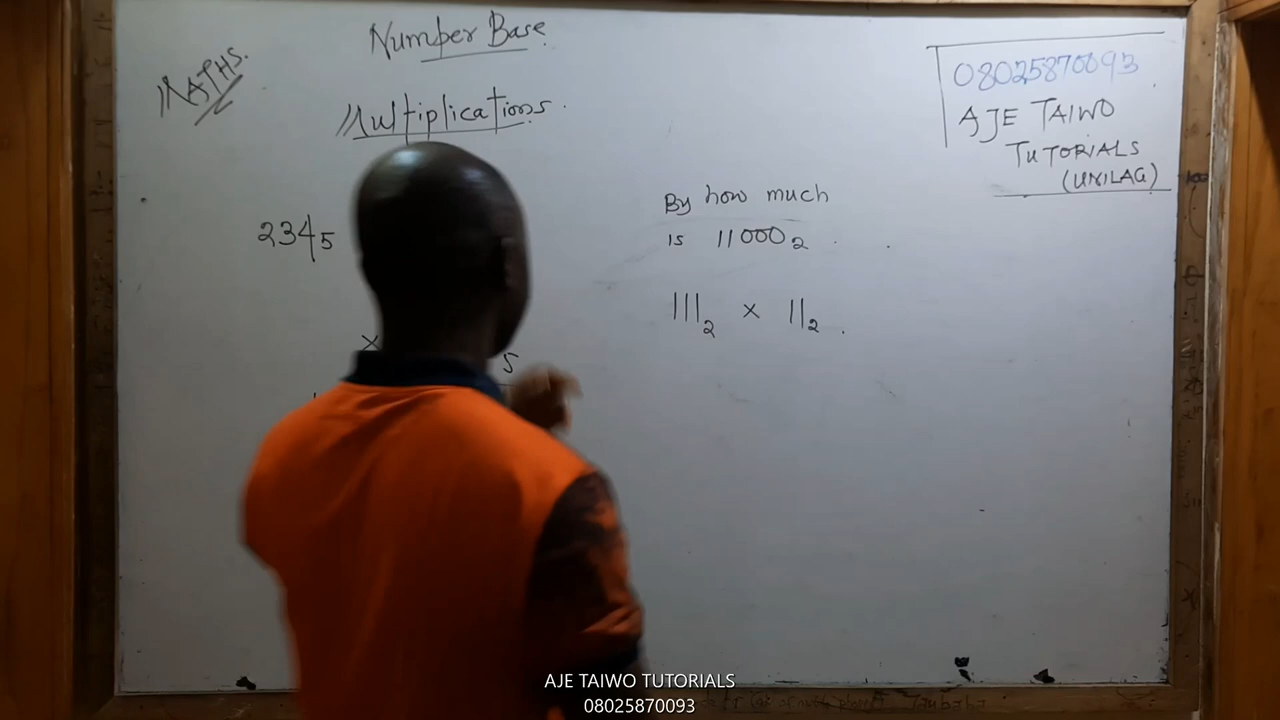 Number Base
MATHS.
Multiplications.
08025870093
AJE TAIWO
TUTORIALS
(UNILAG)
234₅
×
5
By how much
is 11000₂
111₂ × 11₂.
AJE TAIWO TUTORIALS
08025870093